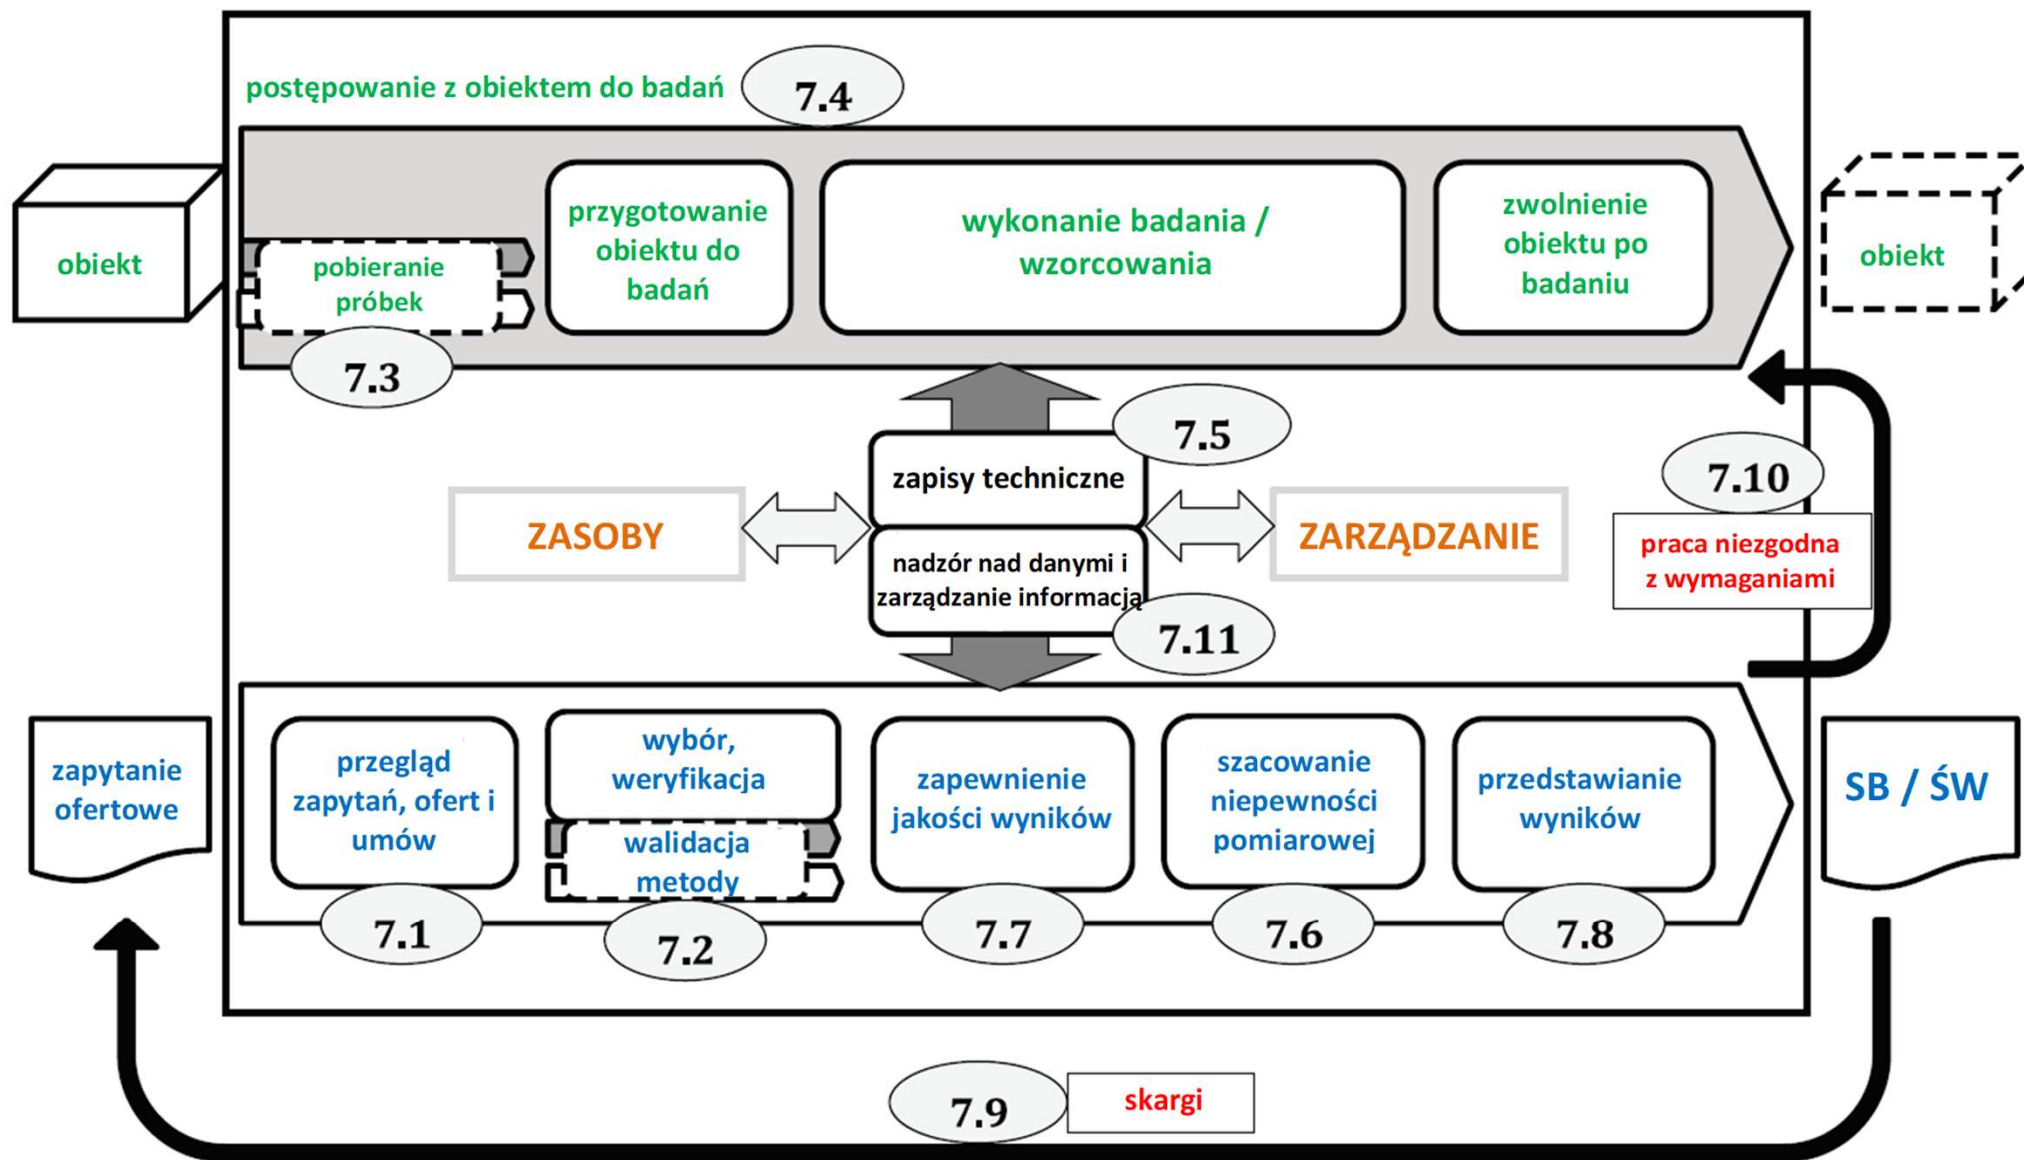 postępowanie z obiektem do badań
7.4
obiekt
pobieranie
próbek
7.3
przygotowanie
obiektu do
badań
wykonanie badania /
wzorcowania
zwolnienie
obiektu po
badaniu
obiekt
7.5
zapisy techniczne
ZASOBY
ZARZĄDZANIE
nadzór nad danymi i
zarządzanie informacją
7.11
7.10
praca niezgodna
z wymaganiami
zapytanie
ofertowe
przegląd
zapytań, ofert i
umów
7.1
wybór,
weryfikacja
walidacja
metody
7.2
zapewnienie
jakości wyników
7.7
szacowanie
niepewności
pomiarowej
7.6
przedstawianie
wyników
7.8
SB / ŚW
7.9
skargi